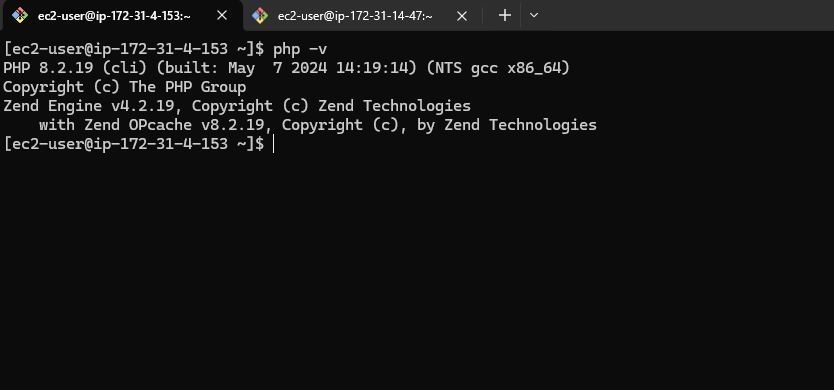 ec2-user@ip-172-31-4-153:~
ec2-user@ip-172-31-14-47:~
[ec2-user@ip-172-31-4-153 ~]$ php -v
PHP 8.2.19 (cli) (built: May  7 2024 14:19:14) (NTS gcc x86_64)
Copyright (c) The PHP Group
Zend Engine v4.2.19, Copyright (c) Zend Technologies
    with Zend OPcache v8.2.19, Copyright (c), by Zend Technologies
[ec2-user@ip-172-31-4-153 ~]$